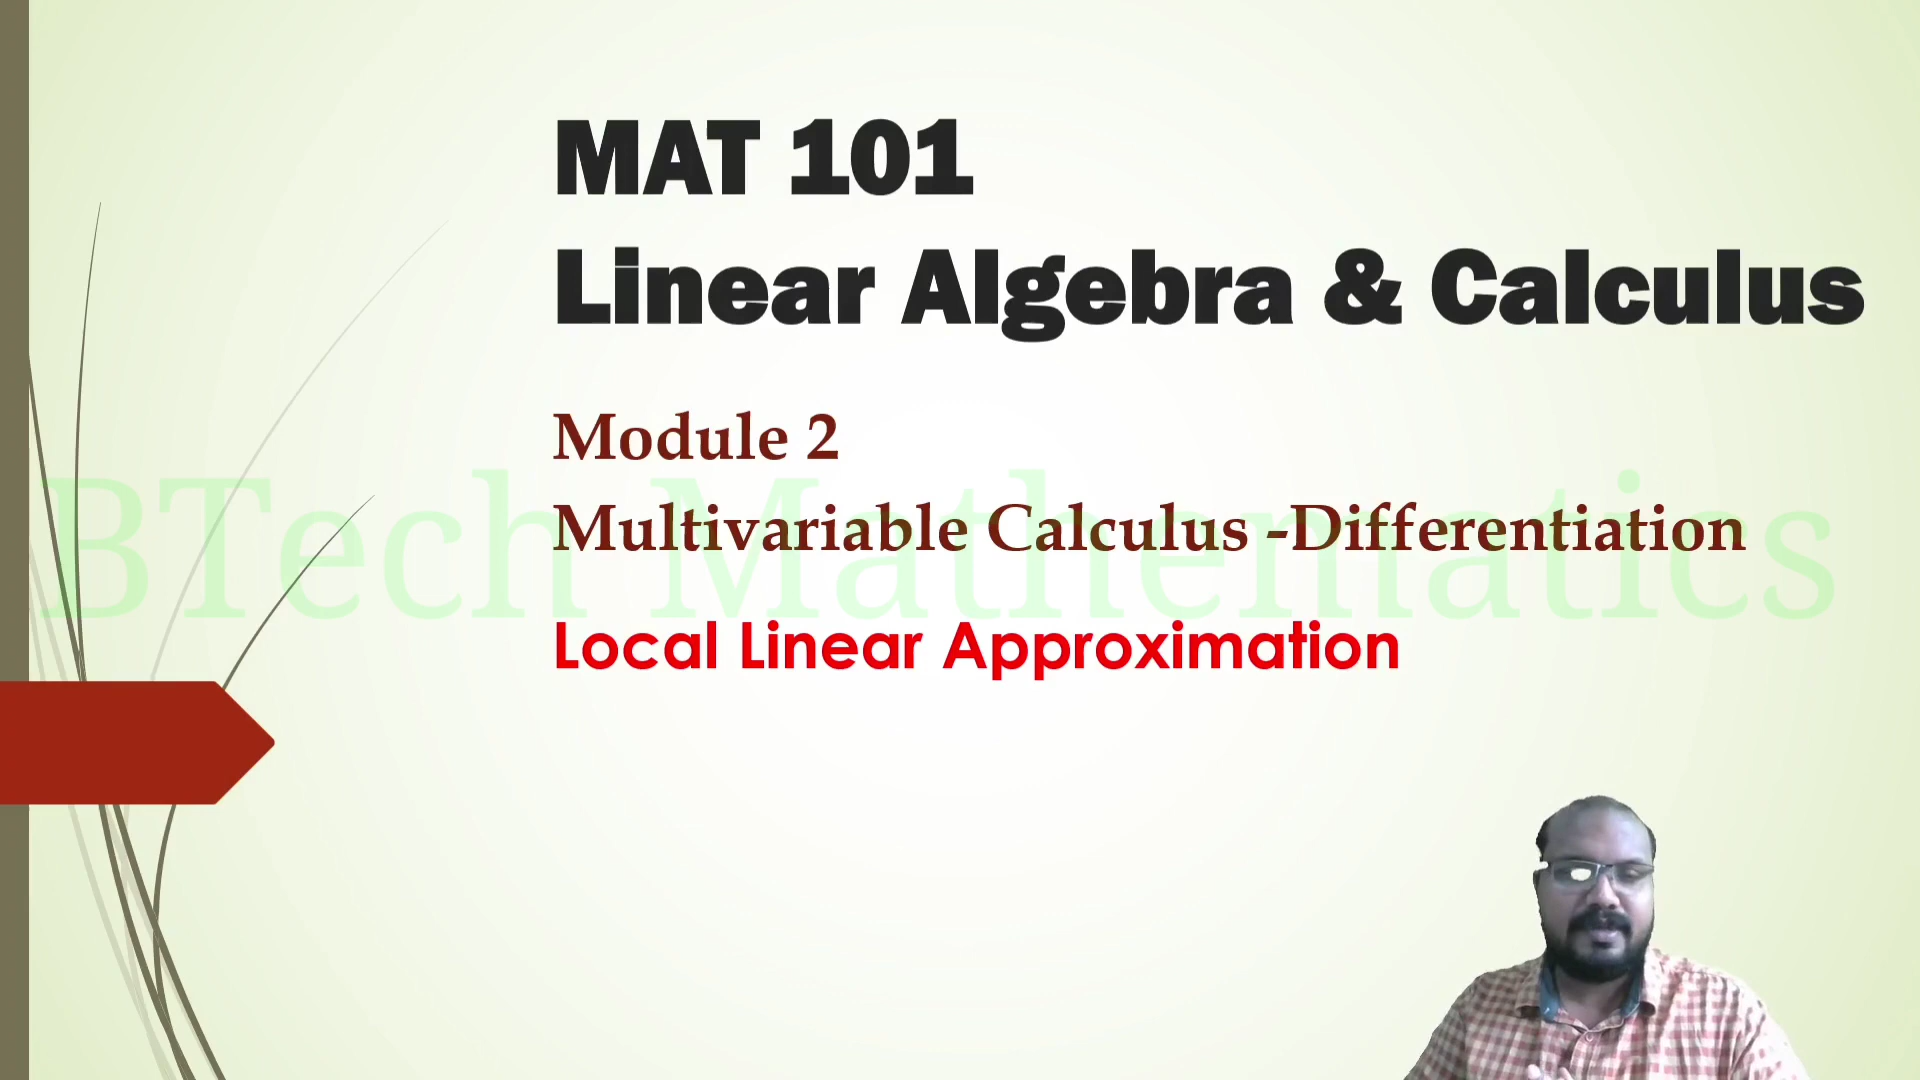 MAT 101
Linear Algebra & Calculus
Module 2
Multivariable Calculus -Differentiation
BTech Mathematics
Local Linear Approximation